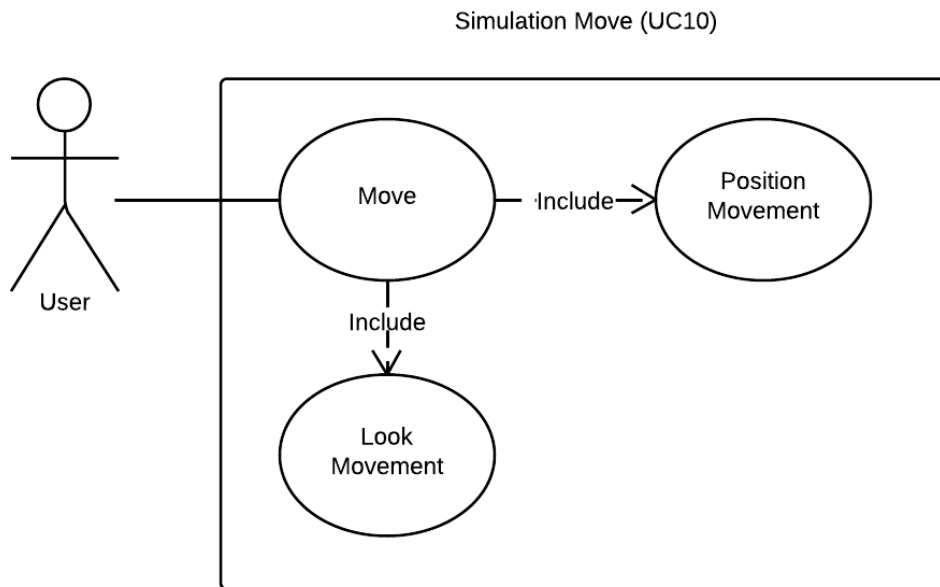 Simulation Move (UC10)
Move
Include
Position
Movement
User
Include
Look
Movement